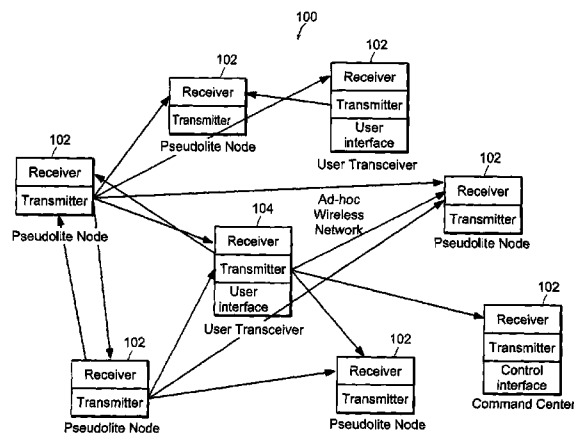 100
102
Receiver
Transmitter
Pseudolite Node
102
Receiver
Transmitter
User
interface
User Transceiver
102
Receiver
Transmitter
Pseudolite Node
102
Receiver
Transmitter
Pseudolite Node
Ad-hoc
Wireless
Network
104
Receiver
Transmitter
User
interface
User Transceiver
102
Receiver
Transmitter
Control
interface
Command Center
102
Receiver
Transmitter
Pseudolite Node
102
Receiver
Transmitter
Pseudolite Node